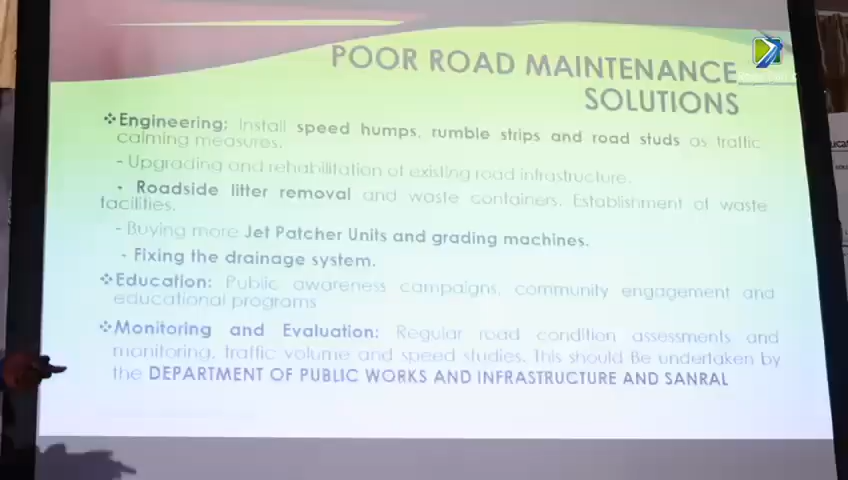 POOR ROAD MAINTENANCE
SOLUTIONS
❖Engineering: Install speed humps, rumble strips and road studs as traffic
calming measures.
- Upgrading and rehabilitation of existing road infrastructure.
- Roadside litter removal and waste containers. Establishment of waste
facilities.
- Buying more Jet Patcher Units and grading machines.
- Fixing the drainage system.
❖Education: Public awareness campaigns, community engagement and
educational programs
❖Monitoring and Evaluation: Regular road condition assessments and
monitoring, traffic volume and speed studies. This should Be undertaken by
the DEPARTMENT OF PUBLIC WORKS AND INFRASTRUCTURE AND SANRAL